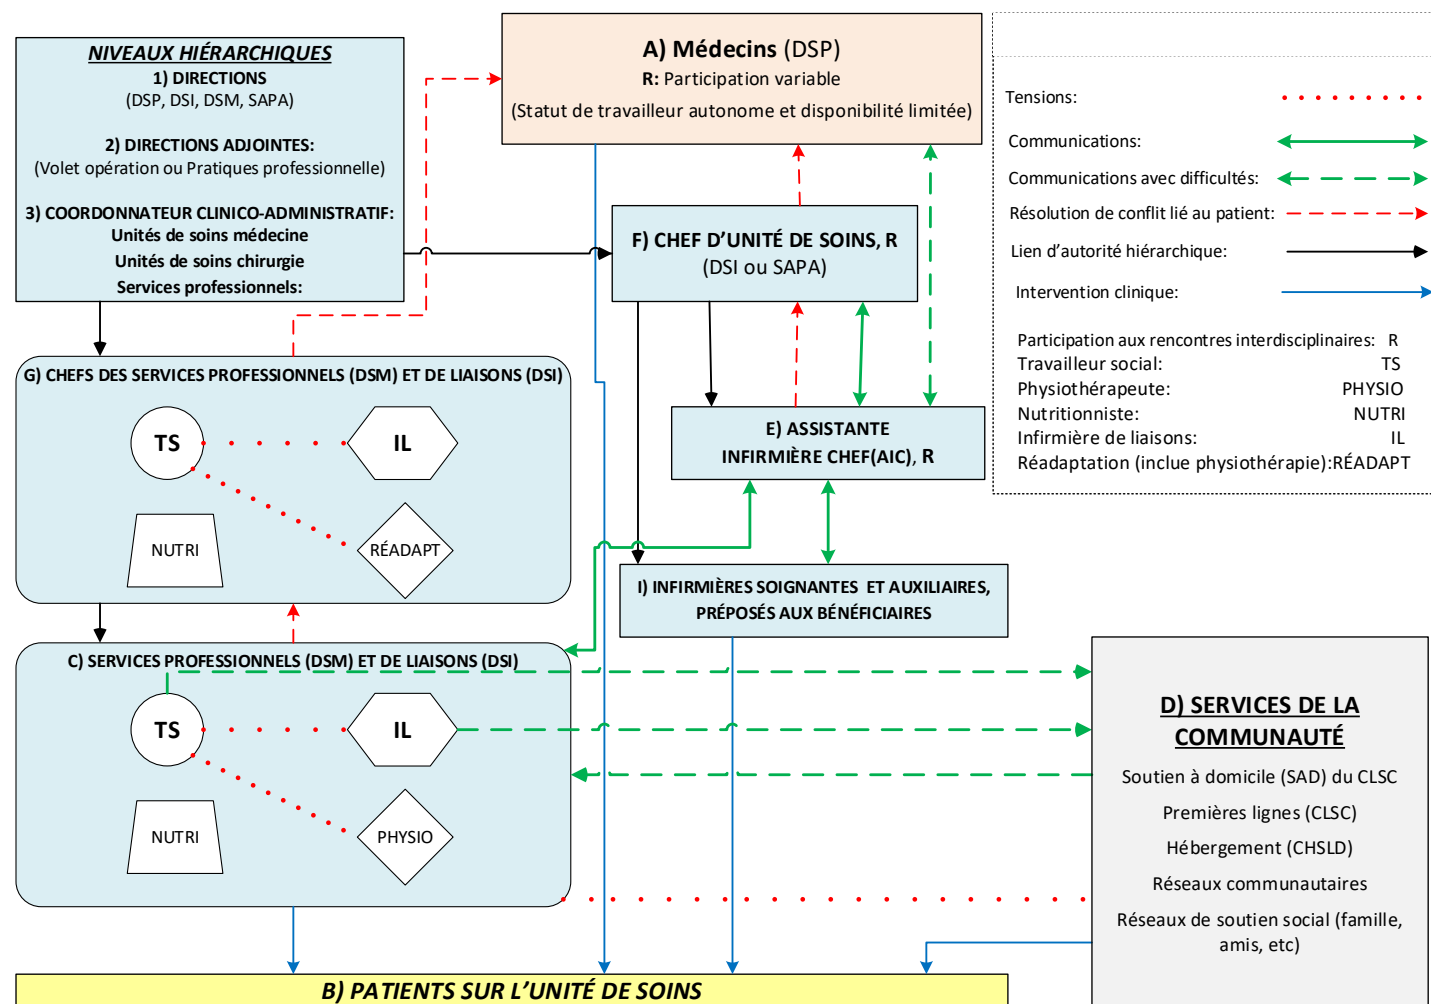 NIVEAUX HIÉRARCHIQUES
1) DIRECTIONS
(DSP, DSI, DSM, SAPA)
2) DIRECTIONS ADJOINTES:
(Volet opération ou Pratiques professionnelle)
3) COORDONNATEUR CLINICO-ADMINISTRATIF:
Unités de soins médecine
Unités de soins chirurgie
Services professionnels:
A) Médecins (DSP)
R: Participation variable
(Statut de travailleur autonome et disponibilité limitée)
Tensions:
Communications:
Communications avec difficultés:
Résolution de conflit lié au patient:
Lien d'autorité hiérarchique:
Intervention clinique:
Participation aux rencontres interdisciplinaires: R
Travailleur social: TS
Physiothérapeute: PHYSIO
Nutritionniste: NUTRI
Infirmière de liaisons: IL
Réadaptation (inclue physiothérapie):RÉADAPT
F) CHEF D'UNITÉ DE SOINS, R
(DSI ou SAPA)
G) CHEFS DES SERVICES PROFESSIONNELS (DSM) ET DE LIAISONS (DSI)
TS
IL
NUTRI
RÉADAPT
E) ASSISTANTE
INFIRMIÈRE CHEF(AIC), R
I) INFIRMIÈRES SOIGNANTES ET AUXILIAIRES,
PRÉPOSÉS AUX BÉNÉFICIAIRES
C) SERVICES PROFESSIONNELS (DSM) ET DE LIAISONS (DSI)
TS
IL
NUTRI
PHYSIO
D) SERVICES DE LA
COMMUNAUTÉ
Soutien à domicile (SAD) du CLSC
Premières lignes (CLSC)
Hébergement (CHSLD)
Réseaux communautaires
Réseaux de soutien social (famille,
amis, etc)
B) PATIENTS SUR L'UNITÉ DE SOINS